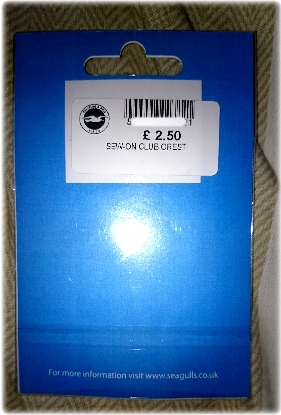 £ 2.50
SEW-ON CLUB CREST
For more information visit www.seagulls.co.uk